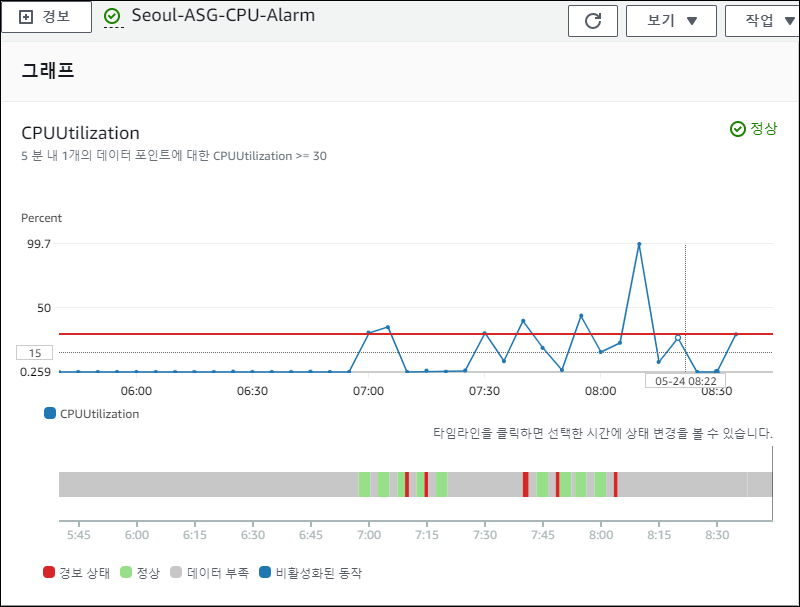 경보
Seoul-ASG-CPU-Alarm
보기 ▼
작업 ▼
그래프
CPUUtilization
정상
5 분 내 1개의 데이터 포인트에 대한 CPUUtilization >= 30
Percent
99.7
50
15
0.259
06:00 06:30 07:00 07:30 08:00 08:30
05-24 08:22
CPUUtilization
타임라인을 클릭하면 선택한 시간에 상태 변경을 볼 수 있습니다.
5:45 6:00 6:15 6:30 6:45 7:00 7:15 7:30 7:45 8:00 8:15 8:30
경보 상태 정상 데이터 부족 비활성화된 동작